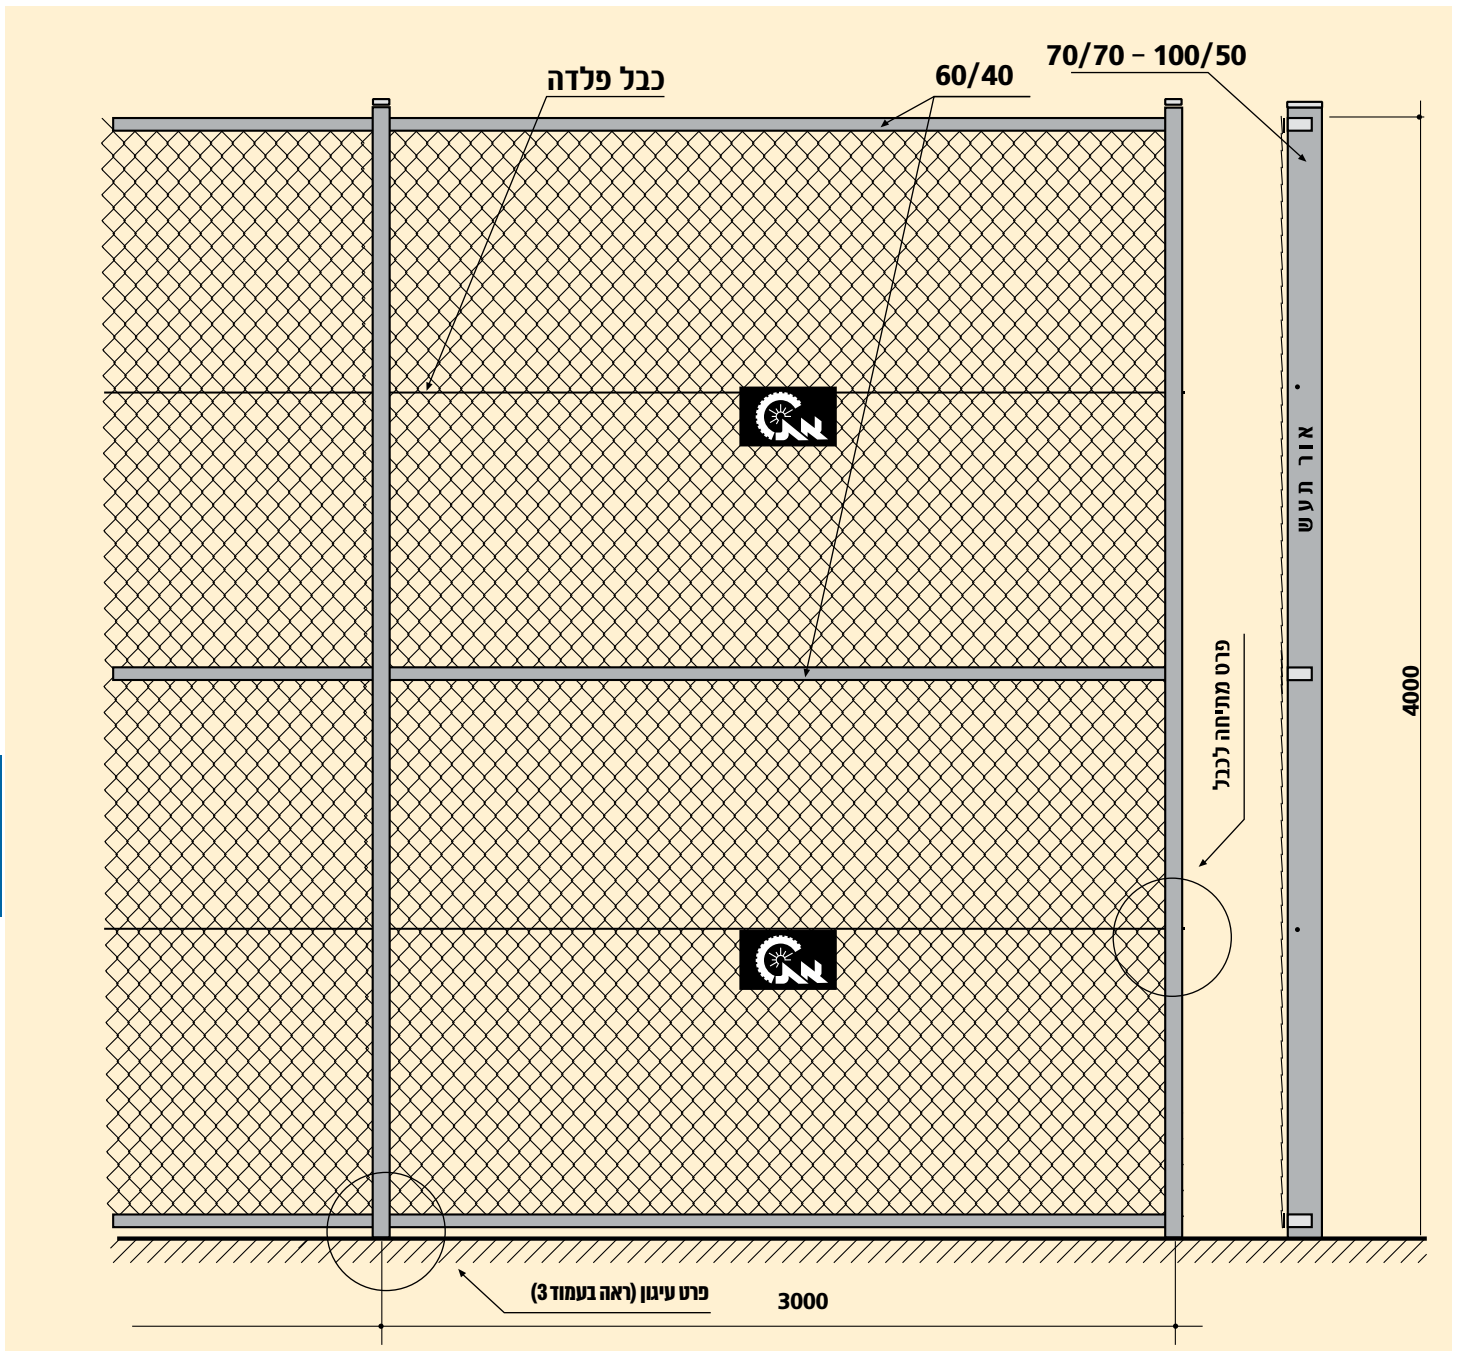 70/70 – 100/50
60/40
כבל פלדה
אור תעש
פרט מתיחה לכבל
4000
פרט עיגון (ראה בעמוד 3)
3000